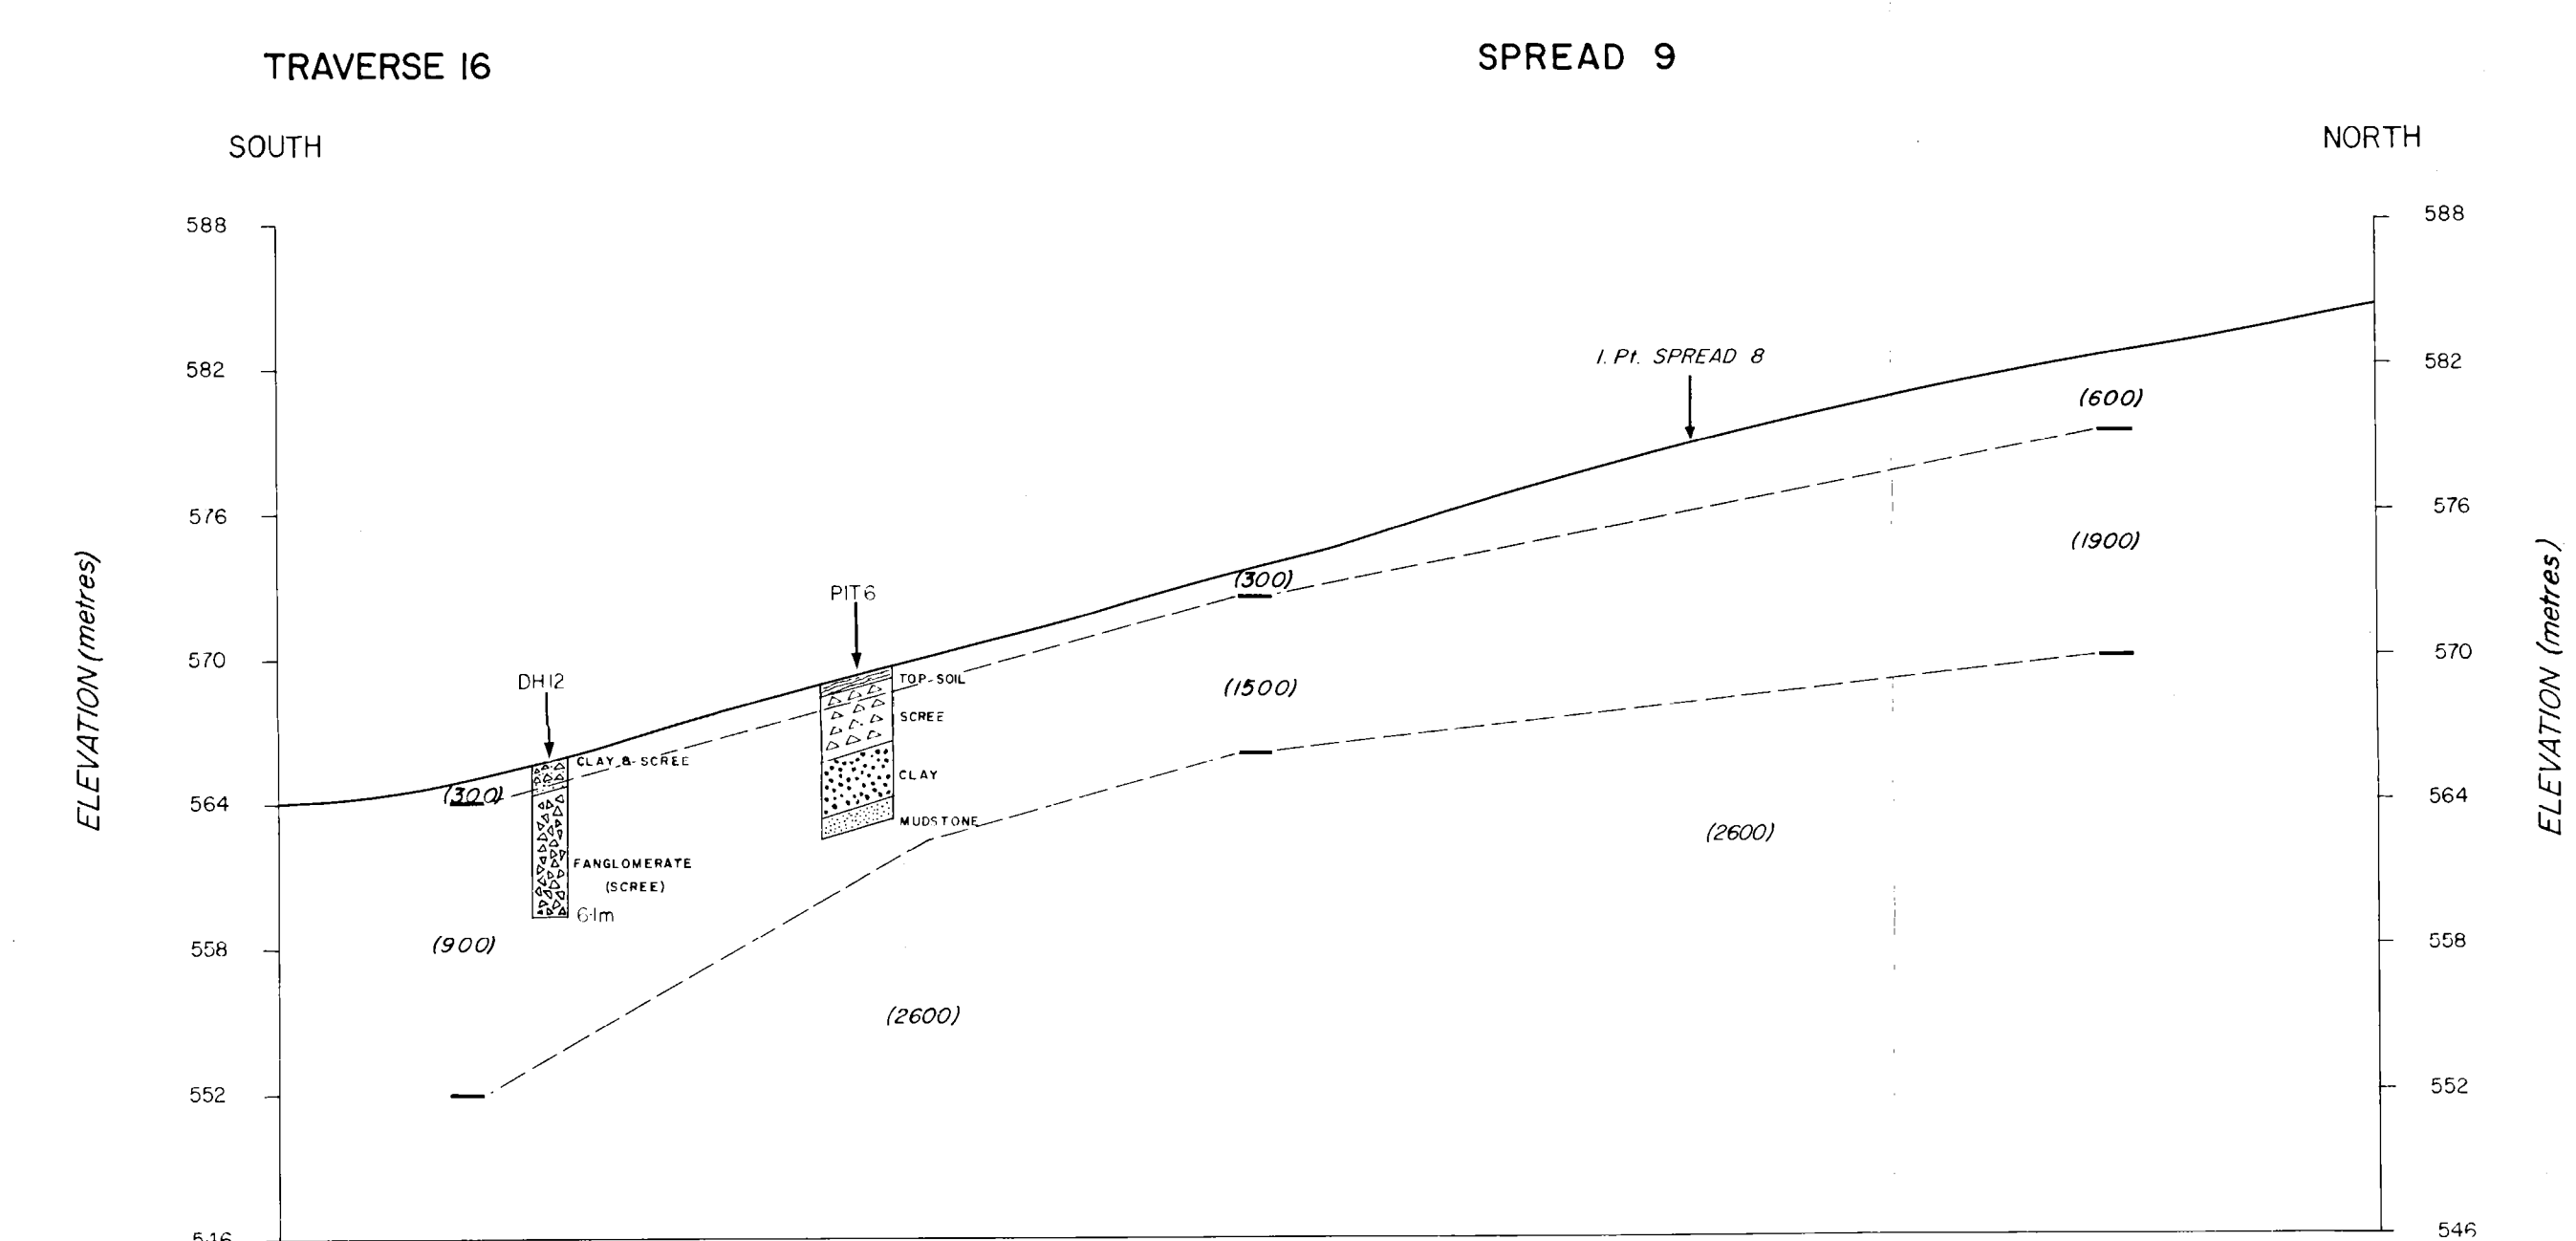 TRAVERSE 16
SPREAD 9
SOUTH
NORTH
588
588
I. Pt. SPREAD 8
582
582
(600)
576
576
(1900)
ELEVATION (metres)
ELEVATION (metres)
(300)
PIT 6
570
570
DH12
TOP-SOIL
(1500)
SCREE
CLAY & SCREE
CLAY
(300)
564
564
MUDSTONE
(2600)
FANGLOMERATE
(SCREE)
6·1m
(900)
558
558
(2600)
552
552
546
546